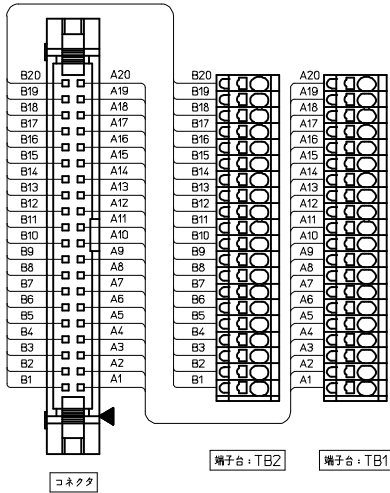 B20 A20 B20 A20
B19 A19 B19 A19
B18 A18 B18 A18
B17 A17 B17 A17
B16 A16 B16 A16
B15 A15 B15 A15
B14 A14 B14 A14
B13 A13 B13 A13
B12 A12 B12 A12
B11 A11 B11 A11
B10 A10 B10 A10
B9 A9 B9 A9
B8 A8 B8 A8
B7 A7 B7 A7
B6 A6 B6 A6
B5 A5 B5 A5
B4 A4 B4 A4
B3 A3 B3 A3
B2 A2 B2 A2
B1 A1 B1 A1
端子台：TB2 端子台：TB1
コネクタ